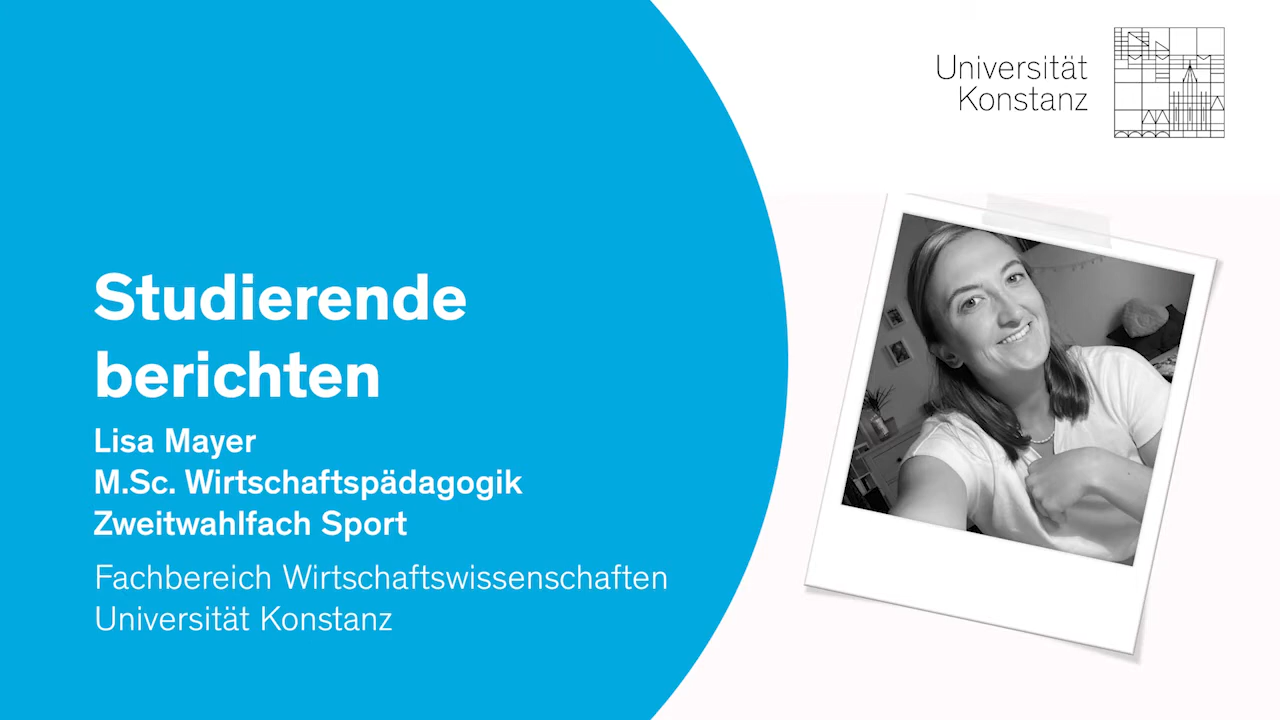 Universität
Konstanz
Studierende
berichten
Lisa Mayer
M.Sc. Wirtschaftspädagogik
Zweitwahlfach Sport
Fachbereich Wirtschaftswissenschaften
Universität Konstanz